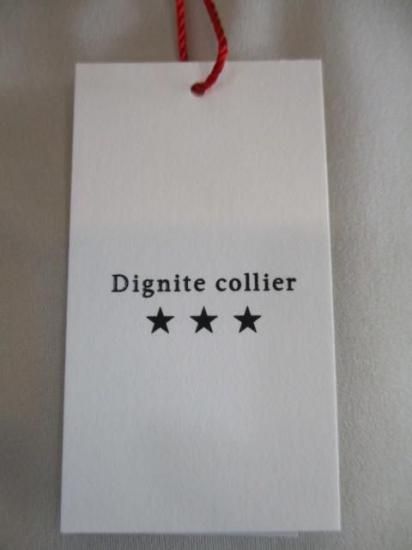 Dignite collier
★ ★ ★